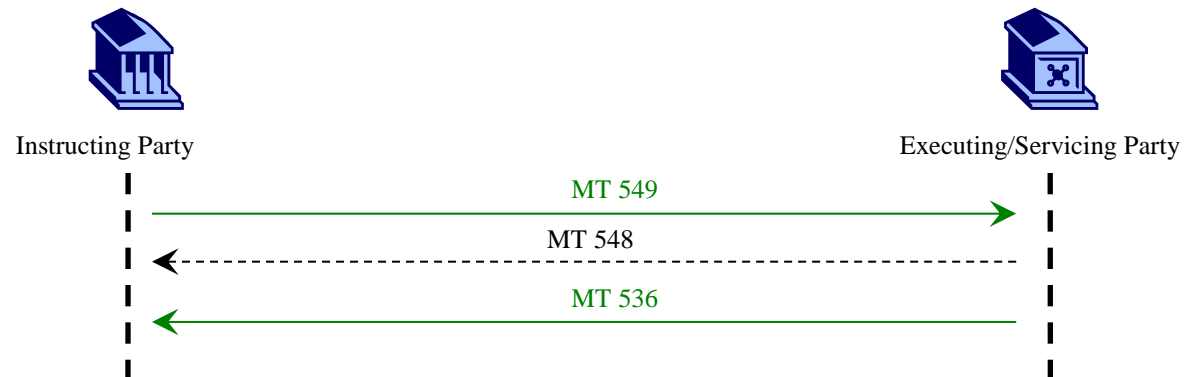 Instructing Party
Executing/Servicing Party
MT 549
MT 548
MT 536